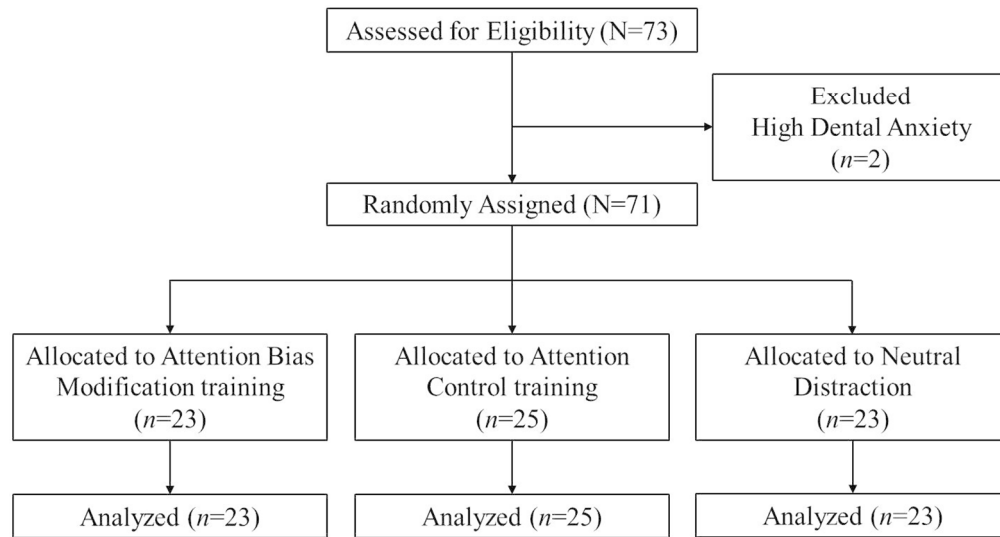 Assessed for Eligibility (N=73)
Excluded
High Dental Anxiety
(n=2)
Randomly Assigned (N=71)
Allocated to Attention Bias
Modification training
(n=23)
Allocated to Attention
Control training
(n=25)
Allocated to Neutral
Distraction
(n=23)
Analyzed (n=23)
Analyzed (n=25)
Analyzed (n=23)